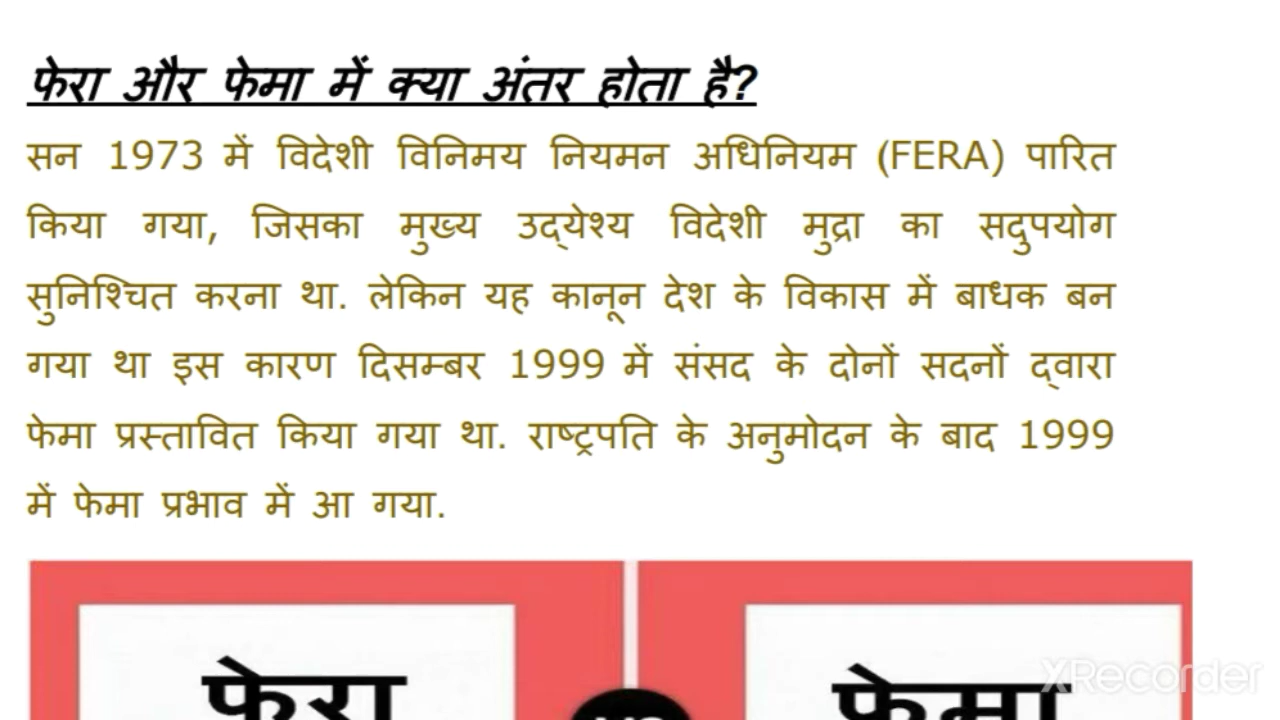 फेरा और फेमा में क्या अंतर होता है?
सन 1973 में विदेशी विनिमय नियमन अधिनियम (FERA) पारित
किया गया, जिसका मुख्य उद्येश्य विदेशी मुद्रा का सदुपयोग
सुनिश्चित करना था. लेकिन यह कानून देश के विकास में बाधक बन
गया था इस कारण दिसम्बर 1999 में संसद के दोनों सदनों द्वारा
फेमा प्रस्तावित किया गया था. राष्ट्रपति के अनुमोदन के बाद 1999
में फेमा प्रभाव में आ गया.
फेरा
फेमा
XRecorder